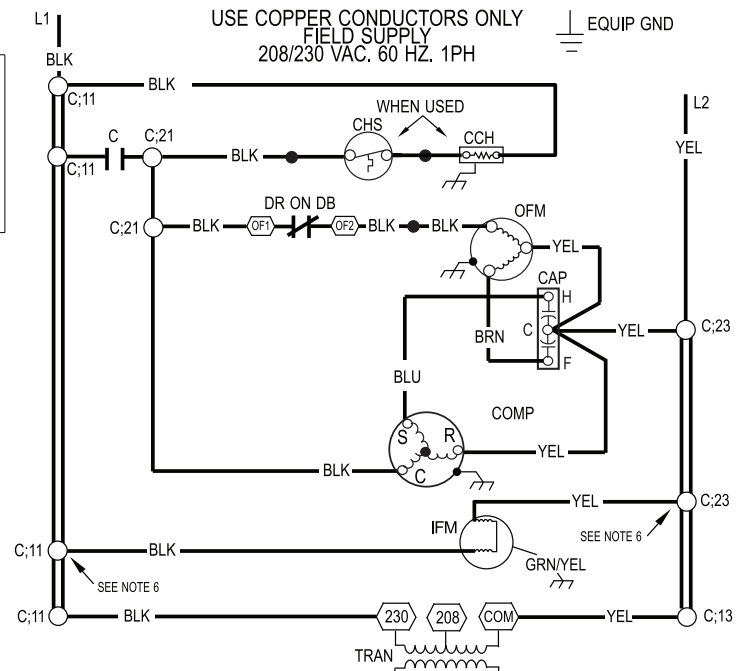 USE COPPER CONDUCTORS ONLY
FIELD SUPPLY
208/230 VAC. 60 HZ. 1PH
EQUIP GND
L1
BLK
C;11
BLK
WHEN USED
CHS
CCH
L2
YEL
C;11
C
C;21
BLK
DR ON DB
C;21
BLK
OF1
OF2
BLK
BLK
OFM
YEL
CAP
H
C
F
BRN
YEL
C;23
BLU
COMP
S
R
C
YEL
BLK
YEL
C;23
IFM
SEE NOTE 6
C;11
BLK
GRN/YEL
SEE NOTE 6
C;11
BLK
230
208
COM
YEL
C;13
TRAN